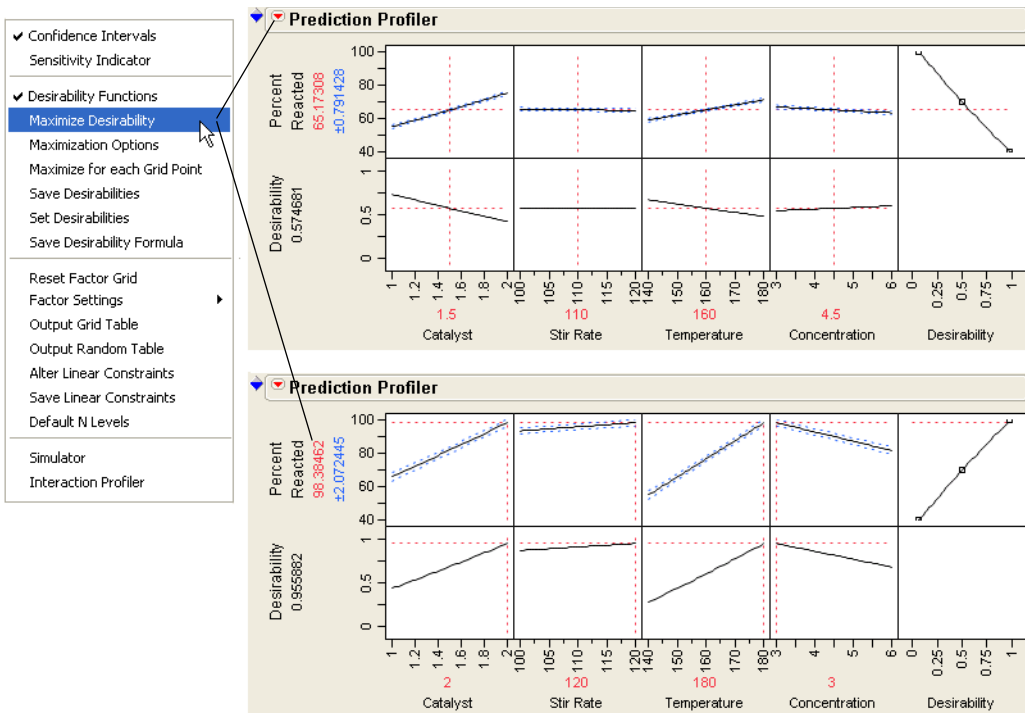 ✔ Confidence Intervals
Sensitivity Indicator
✔ Desirability Functions
Maximize Desirability
Maximization Options
Maximize for each Grid Point
Save Desirabilities
Set Desirabilities
Save Desirability Formula
Reset Factor Grid
Factor Settings
Output Grid Table
Output Random Table
Alter Linear Constraints
Save Linear Constraints
Default N Levels
Simulator
Interaction Profiler
Prediction Profiler
Percent
Reacted
65.17308
±0.791428
100
80
60
40
Desirability
0.574681
1
0.5
0
1 1.2 1.4 1.6 1.8 2
100 105 110 115 120
140 150 160 170 180
3 4 5 6
0 0.25 0.5 0.75 1
1.5 110 160 4.5
Catalyst Stir Rate Temperature Concentration Desirability
Prediction Profiler
Percent
Reacted
98.38462
±2.072445
100
80
60
40
Desirability
0.955882
1
0.5
0
1 1.2 1.4 1.6 1.8 2
100 105 110 115 120
140 150 160 170 180
3 4 5 6
0 0.25 0.5 0.75 1
2 120 180 3
Catalyst Stir Rate Temperature Concentration Desirability